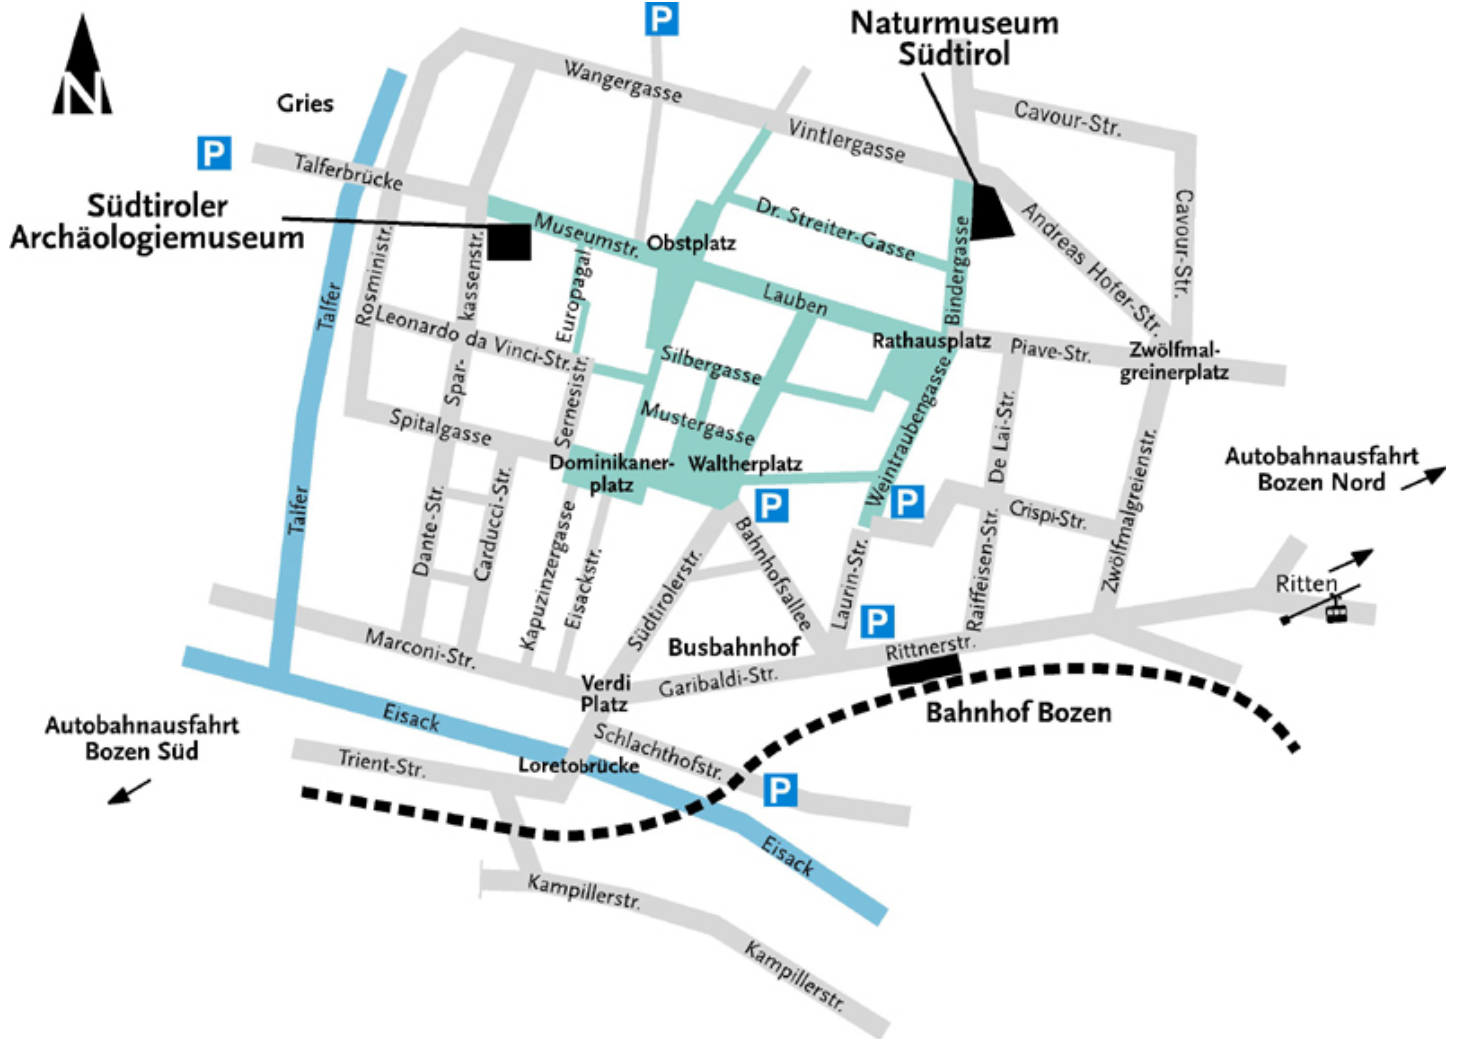 P
Naturmuseum
Südtirol
N
Gries
Wangergasse
Cavour-Str.
Vintlergasse
P
Talferbrücke
Südtiroler
Archäologiemuseum
Museumstr.
Obstplatz
Dr. Streiter-Gasse
Bindergasse
Andreas Hofer-Str.
Cavour-Str.
Rosministr.
Spar-
kassenstr.
Europagal.
Talfer
Lauben
Leonardo da Vinci-Str.
Rathausplatz
Piave-Str.
Zwölfmal-
greinerplatz
Silbergasse
Sernesistr.
Mustergasse
Spitalgasse
Weintraubengasse
De Lai-Str.
Dominikaner-
platz
Waltherplatz
Zwölfmalgreienstr.
Autobahnausfahrt
Bozen Nord
P
P
Talfer
Dante-Str.
Carducci-Str.
Kapuzinzergasse
Eisackstr.
Südtirolerstr.
Bahnhofsallee
Laurin-Str.
Crispi-Str.
Raiffeisen-Str.
Ritten
P
Marconi-Str.
Busbahnhof
Rittnerstr.
Garibaldi-Str.
Verdi
Platz
Bahnhof Bozen
Eisack
Autobahnausfahrt
Bozen Süd
Schlachthofstr.
Trient-Str.
Loretobrücke
P
Eisack
Kampillerstr.
Kampillerstr.